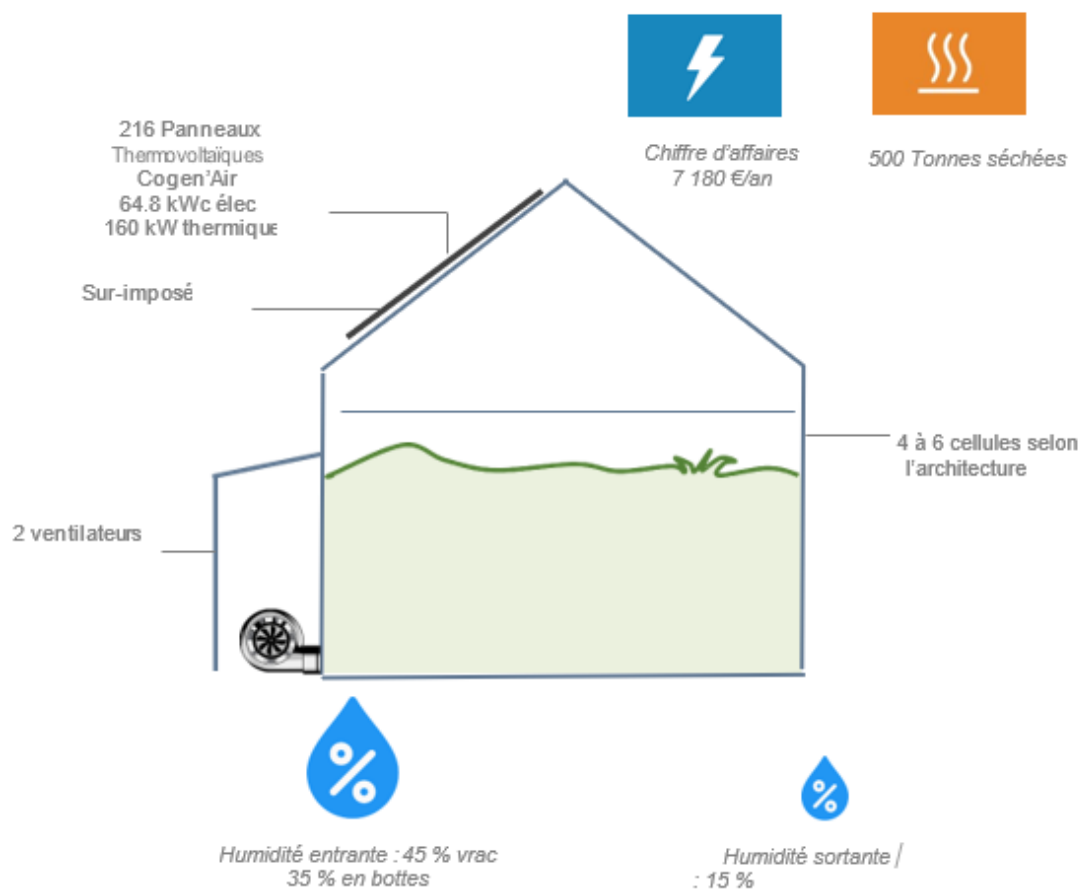 216 Panneaux
Thermovoltaïques
Cogen'Air
64.8 kWc élec
160 kW thermique
Sur-imposé
Chiffre d'affaires
7 180 €/an
500 Tonnes séchées
4 à 6 cellules selon
l'architecture
2 ventilateurs
%
%
Humidité entrante : 45 % vrac
35 % en bottes
Humidité sortante /
: 15 %